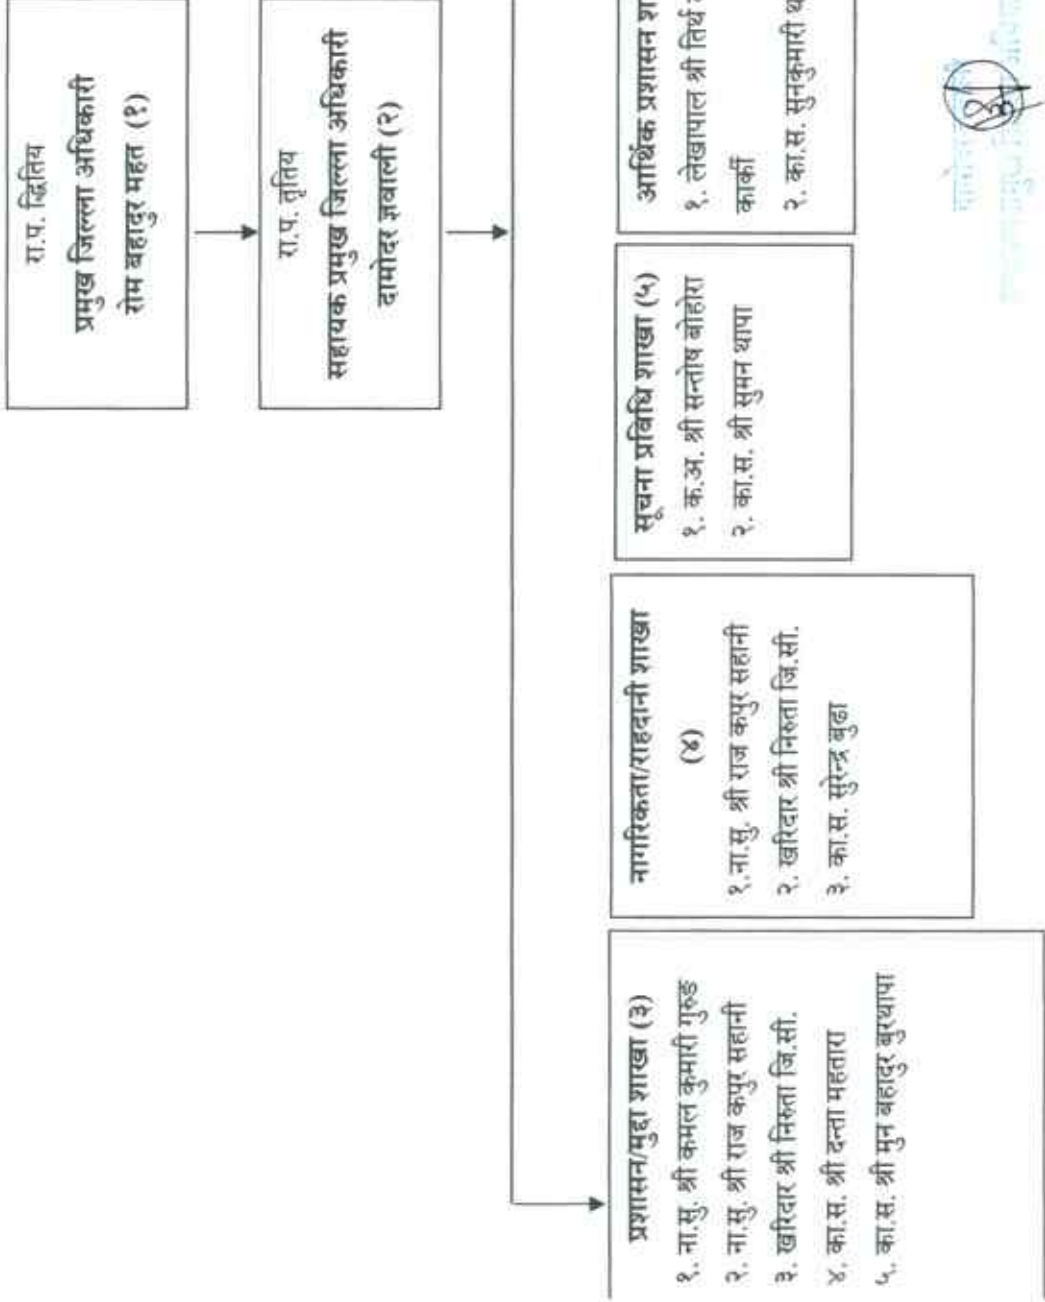 रा.प. द्धितिय
प्रमुख जिल्ला अधिकारी
रोम बहादुर महत (१)
रा.प. तृतिय
सहायक प्रमुख जिल्ला अधिकारी
दामोदर ज्ञवाली (२)
प्रशासन/मुद्दा शाखा (३)
१. ना.सु. श्री कमल कुमारी गुरुङ
२. ना.सु. श्री राज कपुर सहानी
३. खरिदार श्री निरुता जि.सी.
४. का.स. श्री दन्ता महतारा
५. का.स. श्री मुन बहादुर बुरथापा
नागरिकता/राहदानी शाखा
(४)
१.ना.सु. श्री राज कपुर सहानी
२. खरिदार श्री निरुता जि.सी.
३. का.स. सुरेन्द्र बुढा
सूचना प्रविधि शाखा (५)
१. क.अ. श्री सन्तोष बोहोरा
२. का.स. श्री सुमन थापा
आर्थिक प्रशासन
१. लेखापाल श्री तिर्थ
कार्की
२. का.स. सुनकुमारी